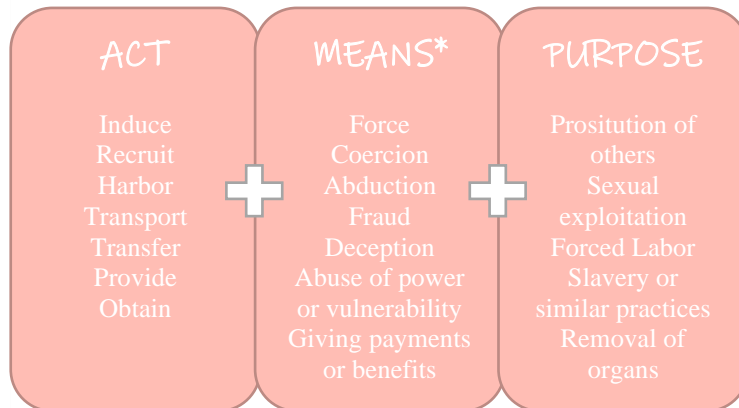 ACT
Induce
Recruit
Harbor
Transport
Transfer
Provide
Obtain
MEANS*
Force
Coercion
Abduction
Fraud
Deception
Abuse of power
or vulnerability
Giving payments
or benefits
PURPOSE
Prositution of
others
Sexual
exploitation
Forced Labor
Slavery or
similar practices
Removal of
organs